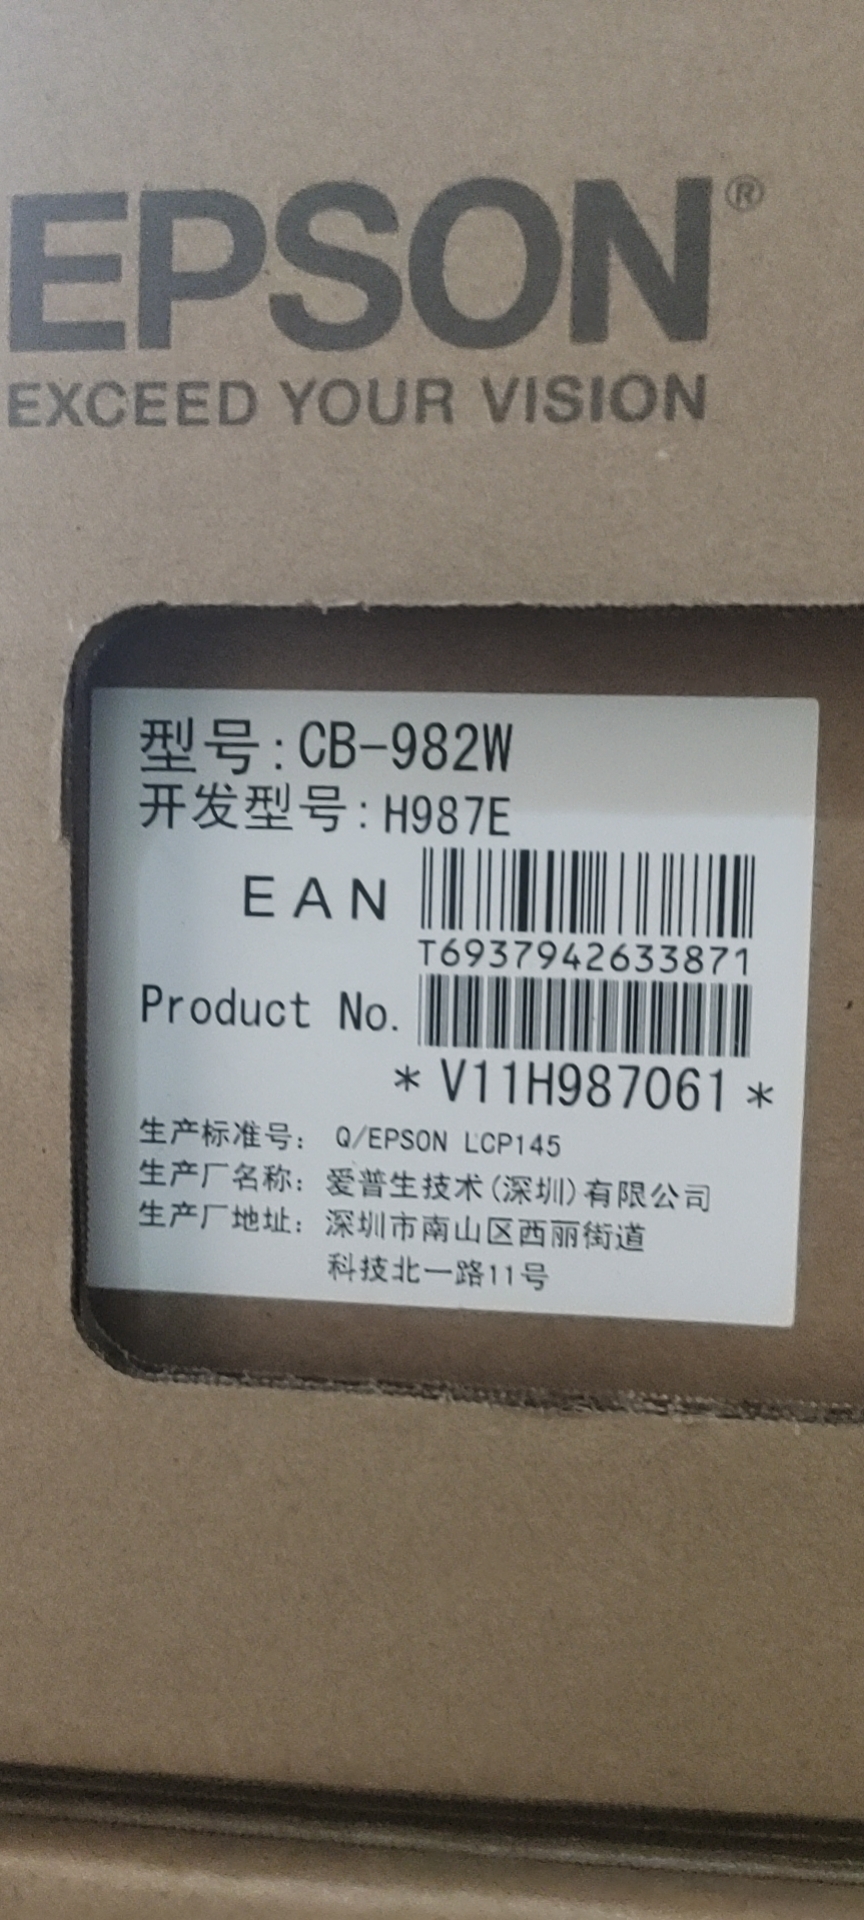 EPSON®
EXCEED YOUR VISION
型号:CB-982W
开发型号:H987E
EAN
T6937942633871
Product No.
*V11H987061*
生产标准号: Q/EPSON LCP145
生产厂名称: 爱普生技术(深圳)有限公司
生产厂地址: 深圳市南山区西丽街道
科技北一路11号